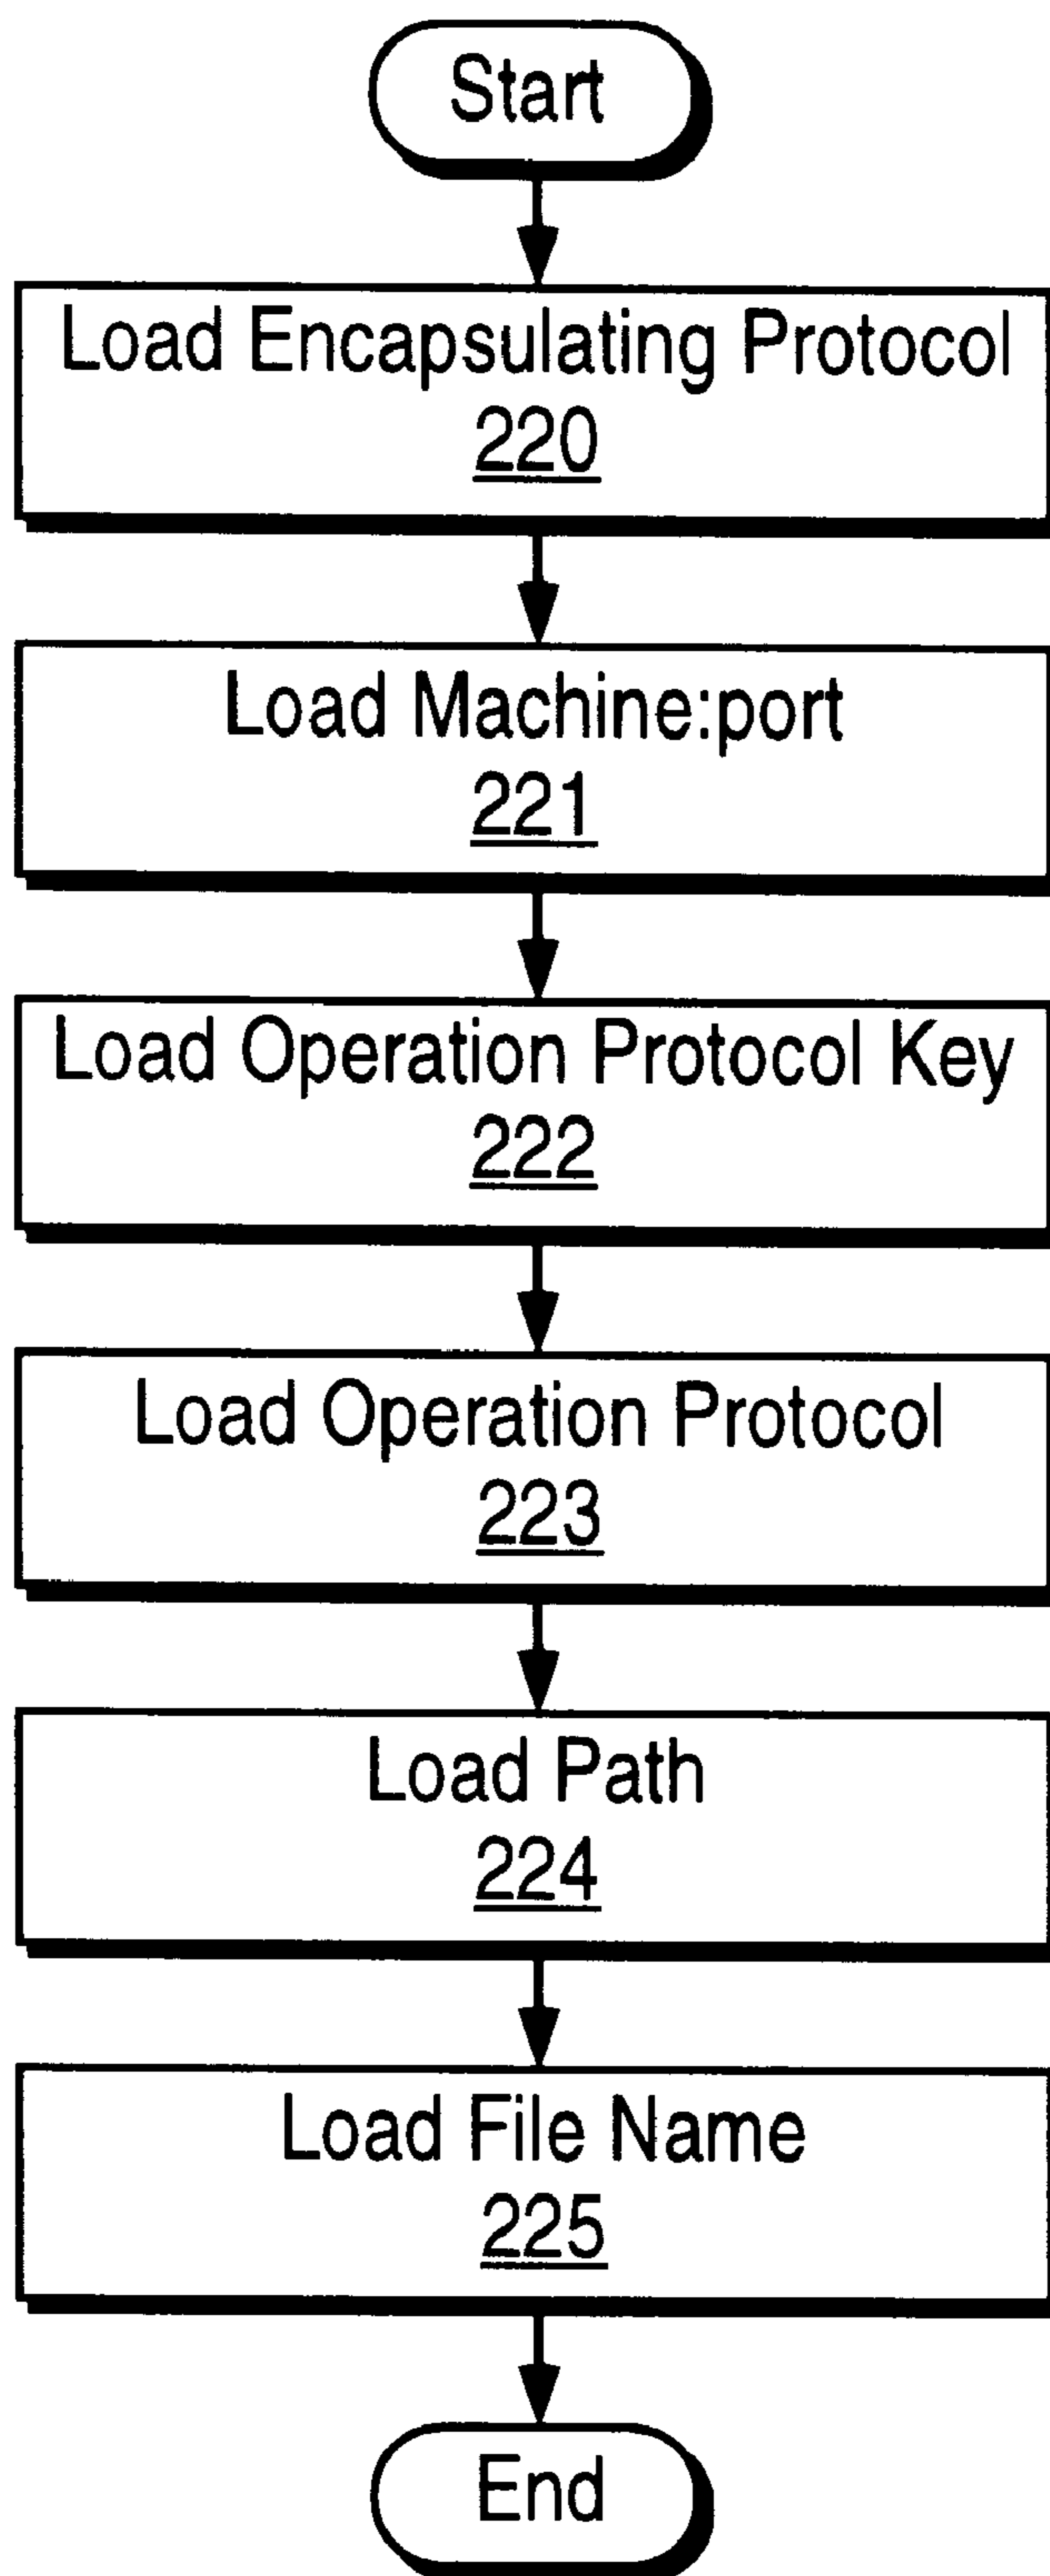 Start
Load Encapsulating Protocol
220
Load Machine:port
221
Load Operation Protocol Key
222
Load Operation Protocol
223
Load Path
224
Load File Name
225
End